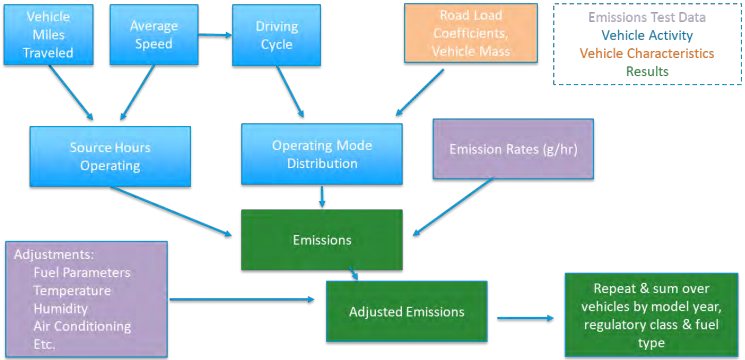 Vehicle
Miles
Traveled
Average
Speed
Driving
Cycle
Road Load
Coefficients,
Vehicle Mass
Emissions Test Data
Vehicle Activity
Vehicle Characteristics
Results
Source Hours
Operating
Operating Mode
Distribution
Emission Rates (g/hr)
Emissions
Adjustments:
Fuel Parameters
Temperature
Humidity
Air Conditioning
Etc.
Adjusted Emissions
Repeat & sum over
vehicles by model year,
regulatory class & fuel
type